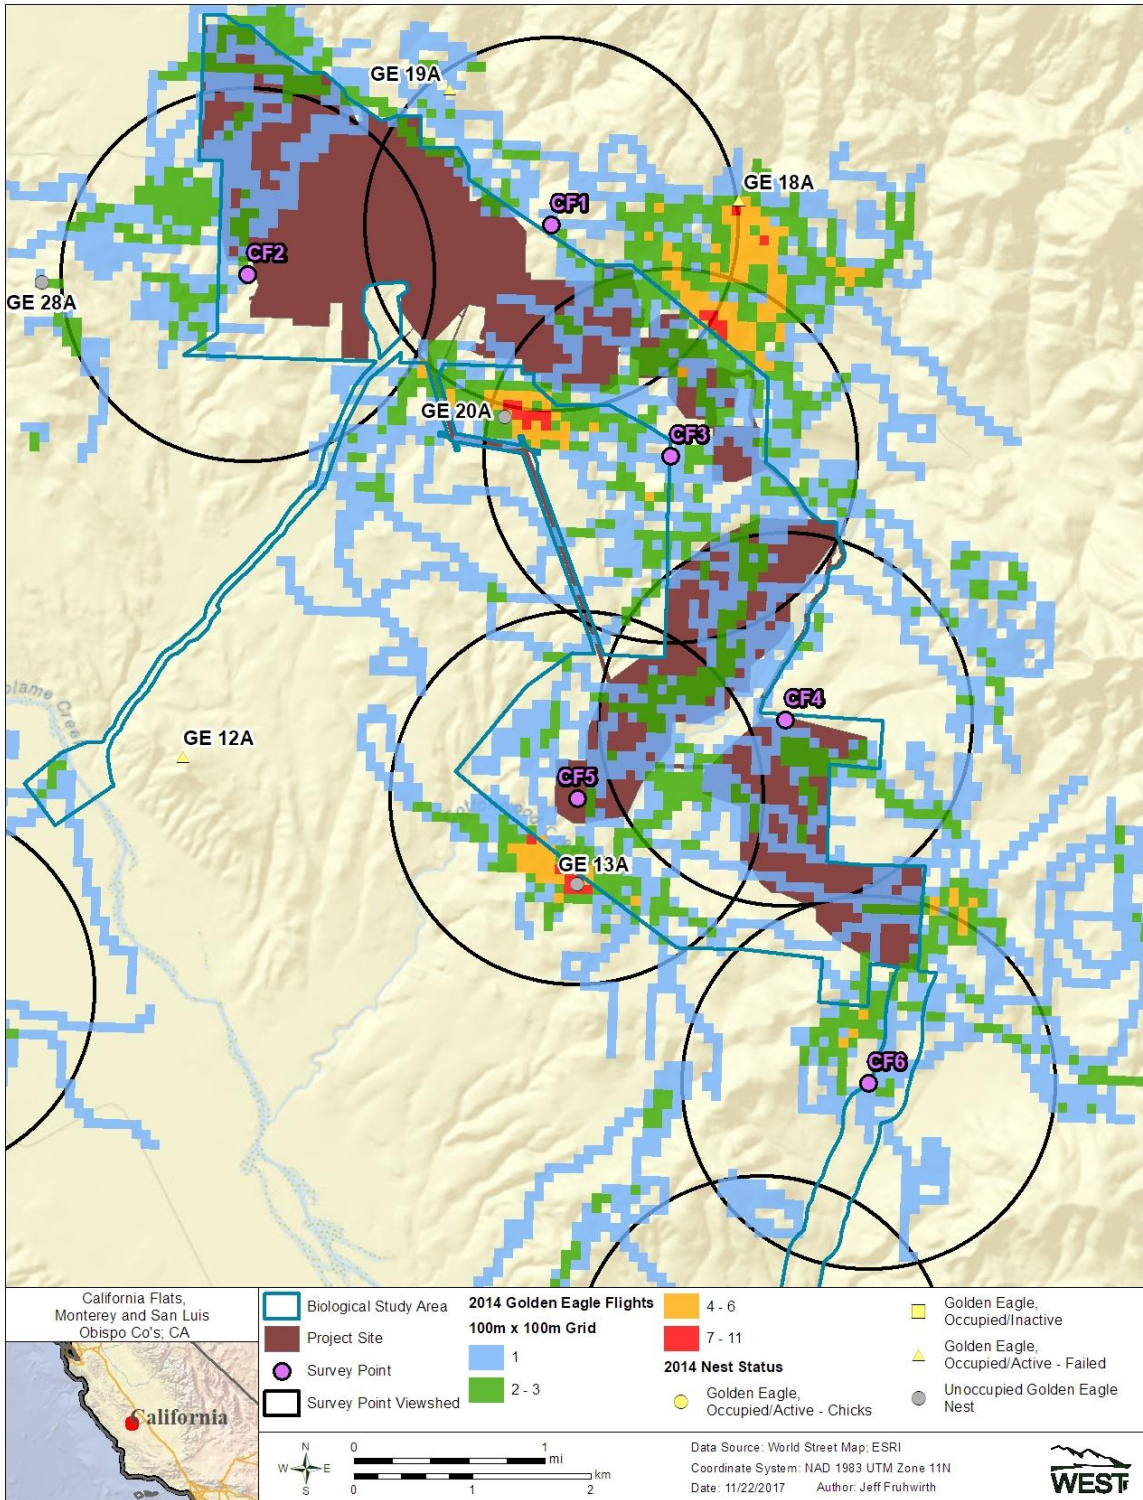 GE 19A
GE 18A
CF1
CF2
GE 28A
GE 20A
CF3
CF4
GE 12A
CF5
GE 13A
CF6
California Flats,
Monterey and San Luis
Obispo Co's; CA
California
Biological Study Area
Project Site
Survey Point
Survey Point Viewshed
2014 Golden Eagle Flights
100m x 100m Grid
1
2 - 3
4 - 6
7 - 11
2014 Nest Status
Golden Eagle,
Occupied/Active - Chicks
Golden Eagle,
Occupied/Inactive
Golden Eagle,
Occupied/Active - Failed
Unoccupied Golden Eagle
Nest
N
W E
S
0 1
mi
km
0 1 2
Data Source: World Street Map; ESRI
Coordinate System: NAD 1983 UTM Zone 11N
Date: 11/22/2017 Author: Jeff Fruhwirth
WEST